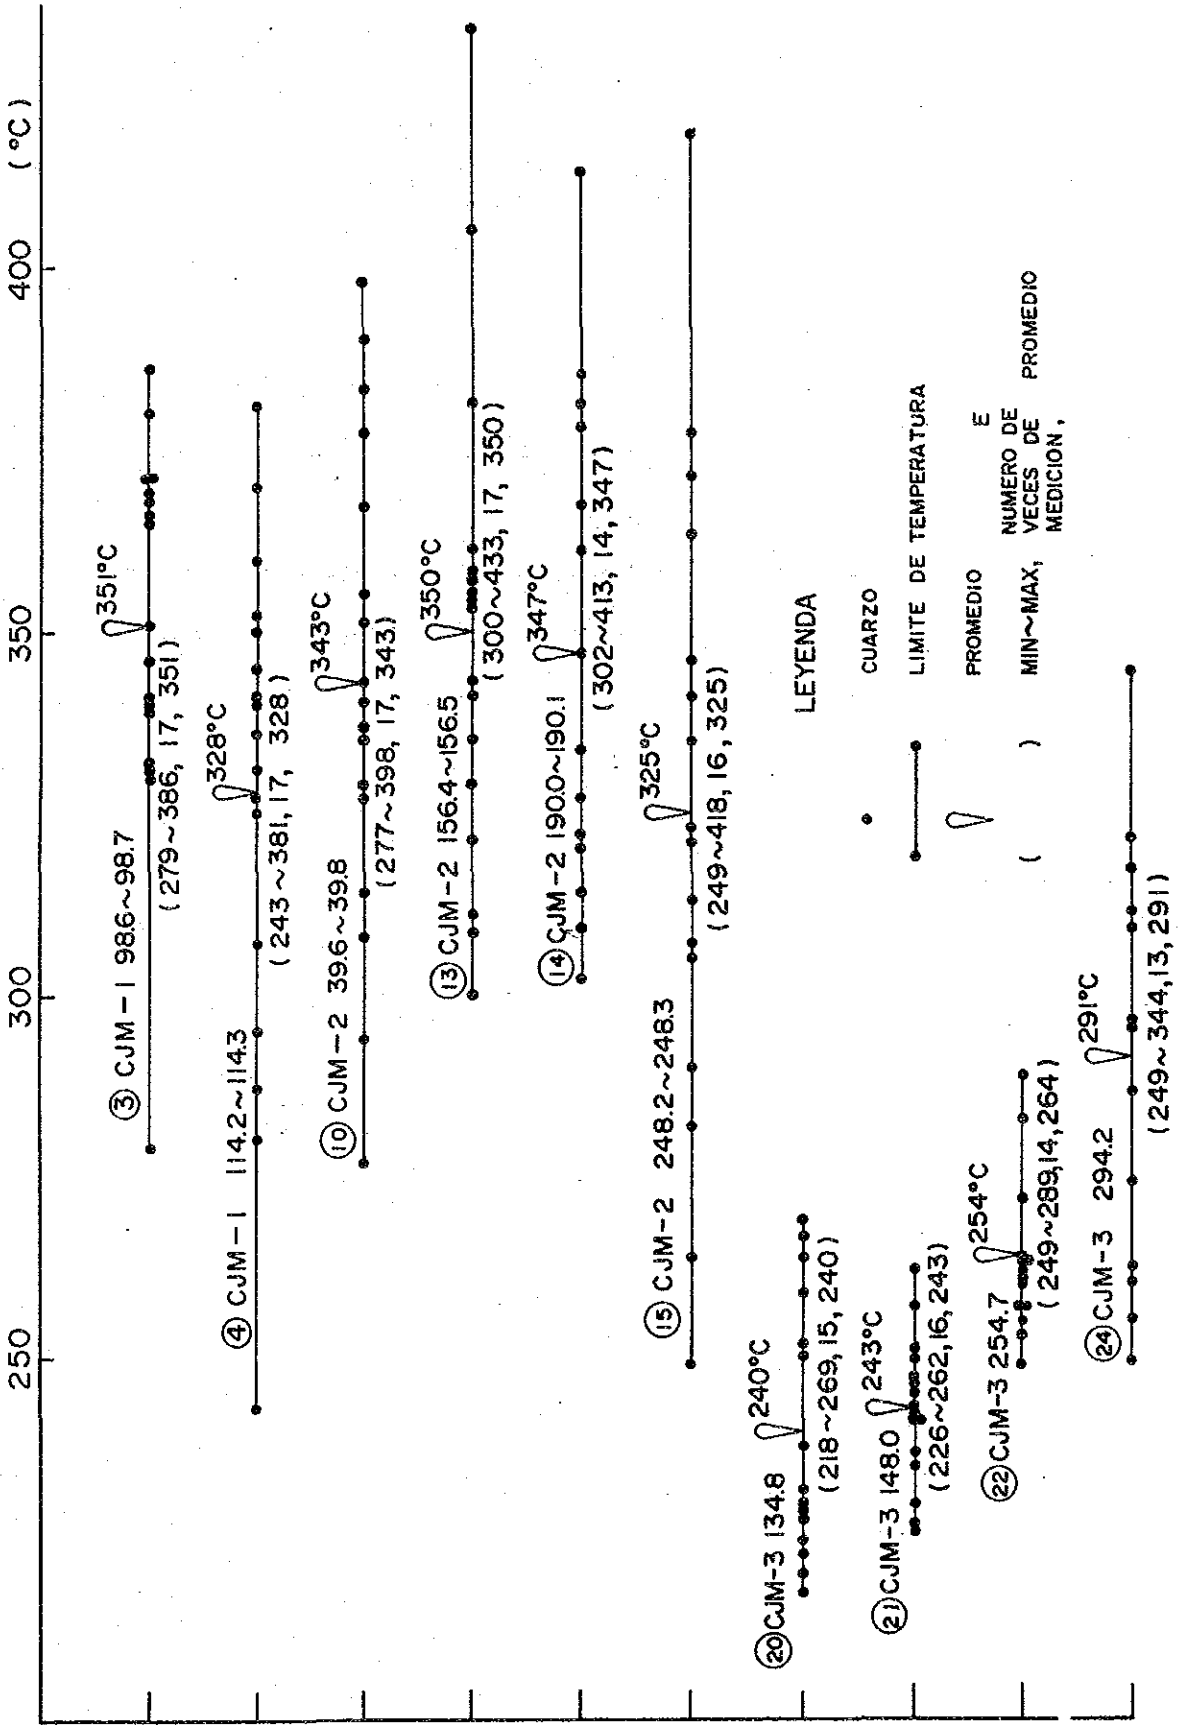 250 300 350 400 (°C)
③ CJM-1 98.6~98.7
351°C
(279~386, 17, 351)
④ CJM-1 114.2~114.3
328°C
(243~381, 17, 328)
⑩ CJM-2 39.6~39.8
343°C
(277~398, 17, 343)
⑬ CJM-2 156.4~156.5
350°C
(300~433, 17, 350)
⑭ CJM-2 190.0~190.1
347°C
(302~413, 14, 347)
⑮ CJM-2 248.2~248.3
325°C
(249~418, 16, 325)
⑳ CJM-3 134.8
240°C
(218~269, 15, 240)
㉑ CJM-3 148.0
243°C
(226~262, 16, 243)
㉒ CJM-3 254.7
254°C
(249~289, 14, 264)
㉔ CJM-3 294.2
291°C
(249~344, 13, 291)
LEYENDA
CUARZO
LIMITE DE TEMPERATURA
PROMEDIO
( ) MIN~MAX, NUMERO DE VECES DE MEDICION, E PROMEDIO